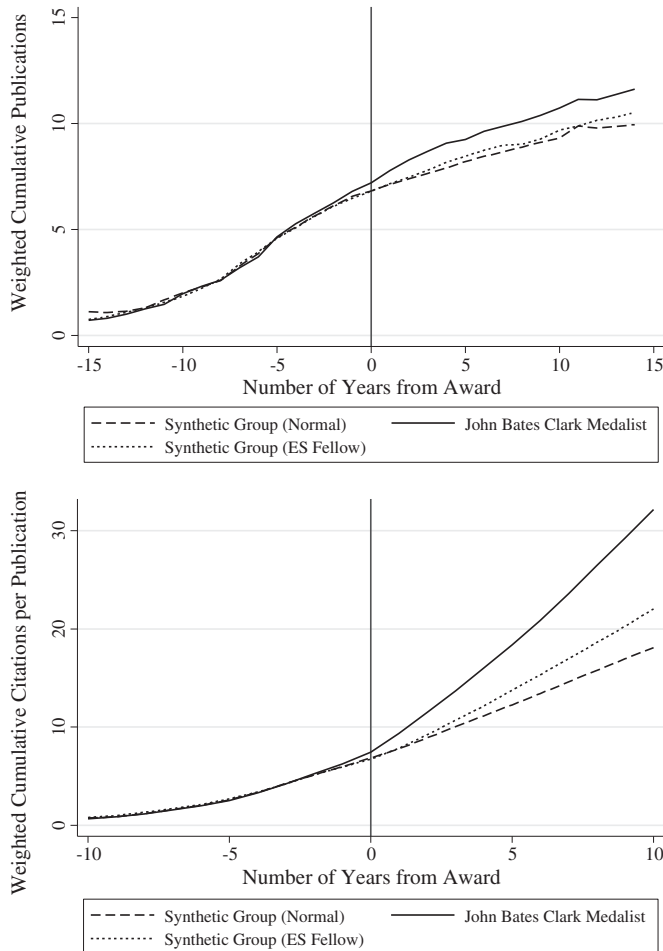 Weighted Cumulative Publications
15
10
5
0
-15 -10 -5 0 5 10 15
Number of Years from Award
Synthetic Group (Normal) John Bates Clark Medalist
Synthetic Group (ES Fellow)
Weighted Cumulative Citations per Publication
30
20
10
0
-10 -5 0 5 10
Number of Years from Award
Synthetic Group (Normal) John Bates Clark Medalist
Synthetic Group (ES Fellow)